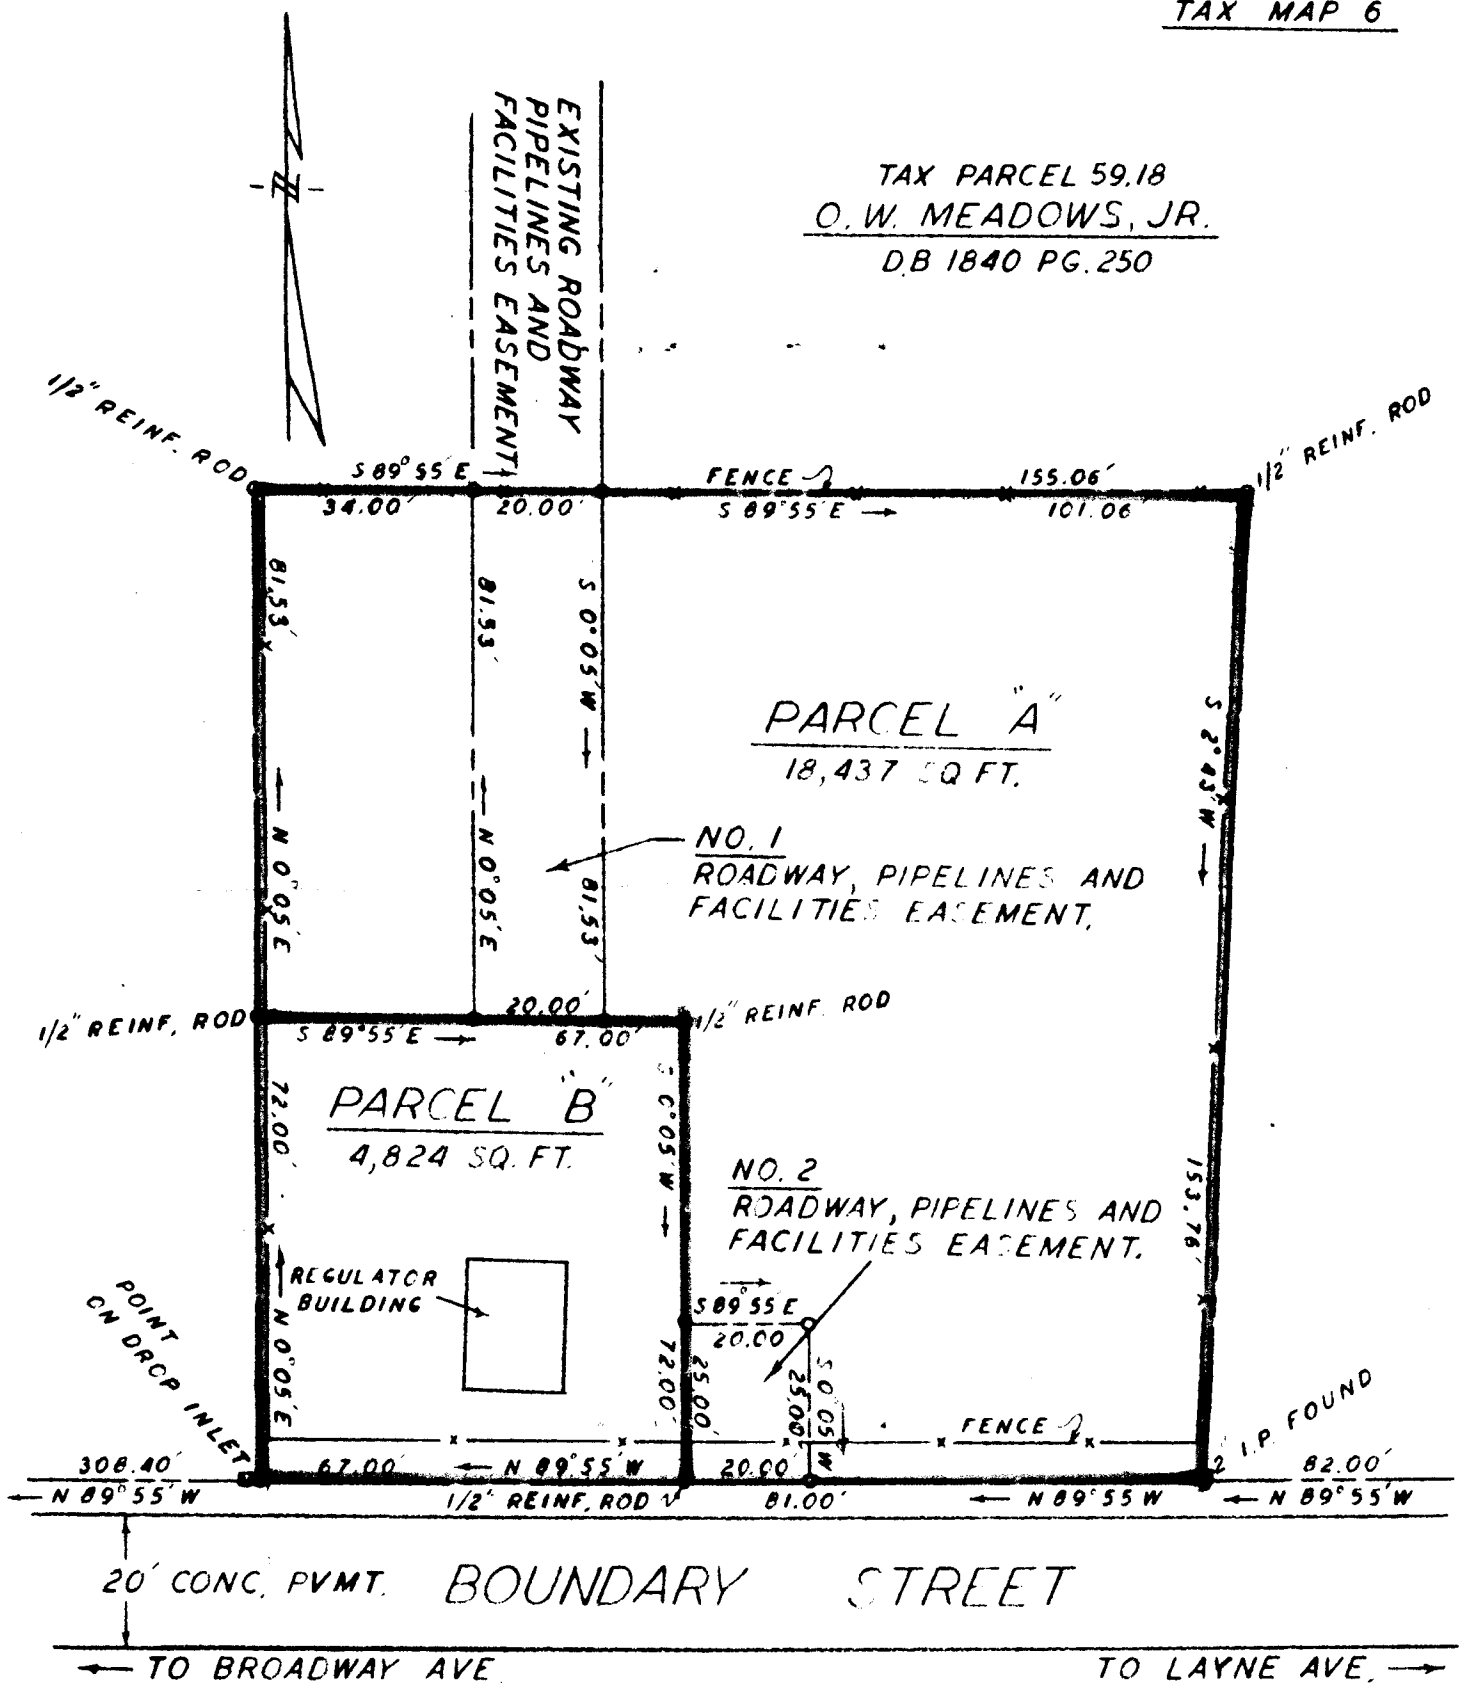 TAX MAP 6
EXISTING ROADWAY
PIPELINES AND
FACILITIES EASEMENT
TAX PARCEL 59.18
O. W. MEADOWS, JR.
D.B 1840 PG. 250
N
1/2" REINF. ROD
1/2" REINF. ROD
S 89°55'E →
FENCE
155.06'
34.00'
20.00'
S 89°55'E →
101.06'
81.53'
← N 0°05'E
81.53'
← N 0°05'E
S 0°05'W →
81.53'
PARCEL "A"
18,437 SQ FT.
S 2°43'W →
153.76'
NO. 1
ROADWAY, PIPELINES AND
FACILITIES EASEMENT.
1/2" REINF. ROD
20.00'
1/2" REINF. ROD
S 89°55'E →
67.00'
PARCEL "B"
4,824 SQ. FT.
72.00'
← N 0°05'E
S 0°05'W →
72.00'
NO. 2
ROADWAY, PIPELINES AND
FACILITIES EASEMENT.
REGULATOR
BUILDING
S 89°55'E
20.00
25.00'
25.00'
S 0°05'W
POINT
ON DROP INLET
FENCE
2" I.P. FOUND
308.40'
67.00'
← N 89°55'W
20.00'
82.00'
← N 89°55'W
1/2" REINF. ROD
81.00'
← N 89°55'W
← N 89°55'W
20' CONC. PVMT.
BOUNDARY STREET
← TO BROADWAY AVE.
TO LAYNE AVE. →